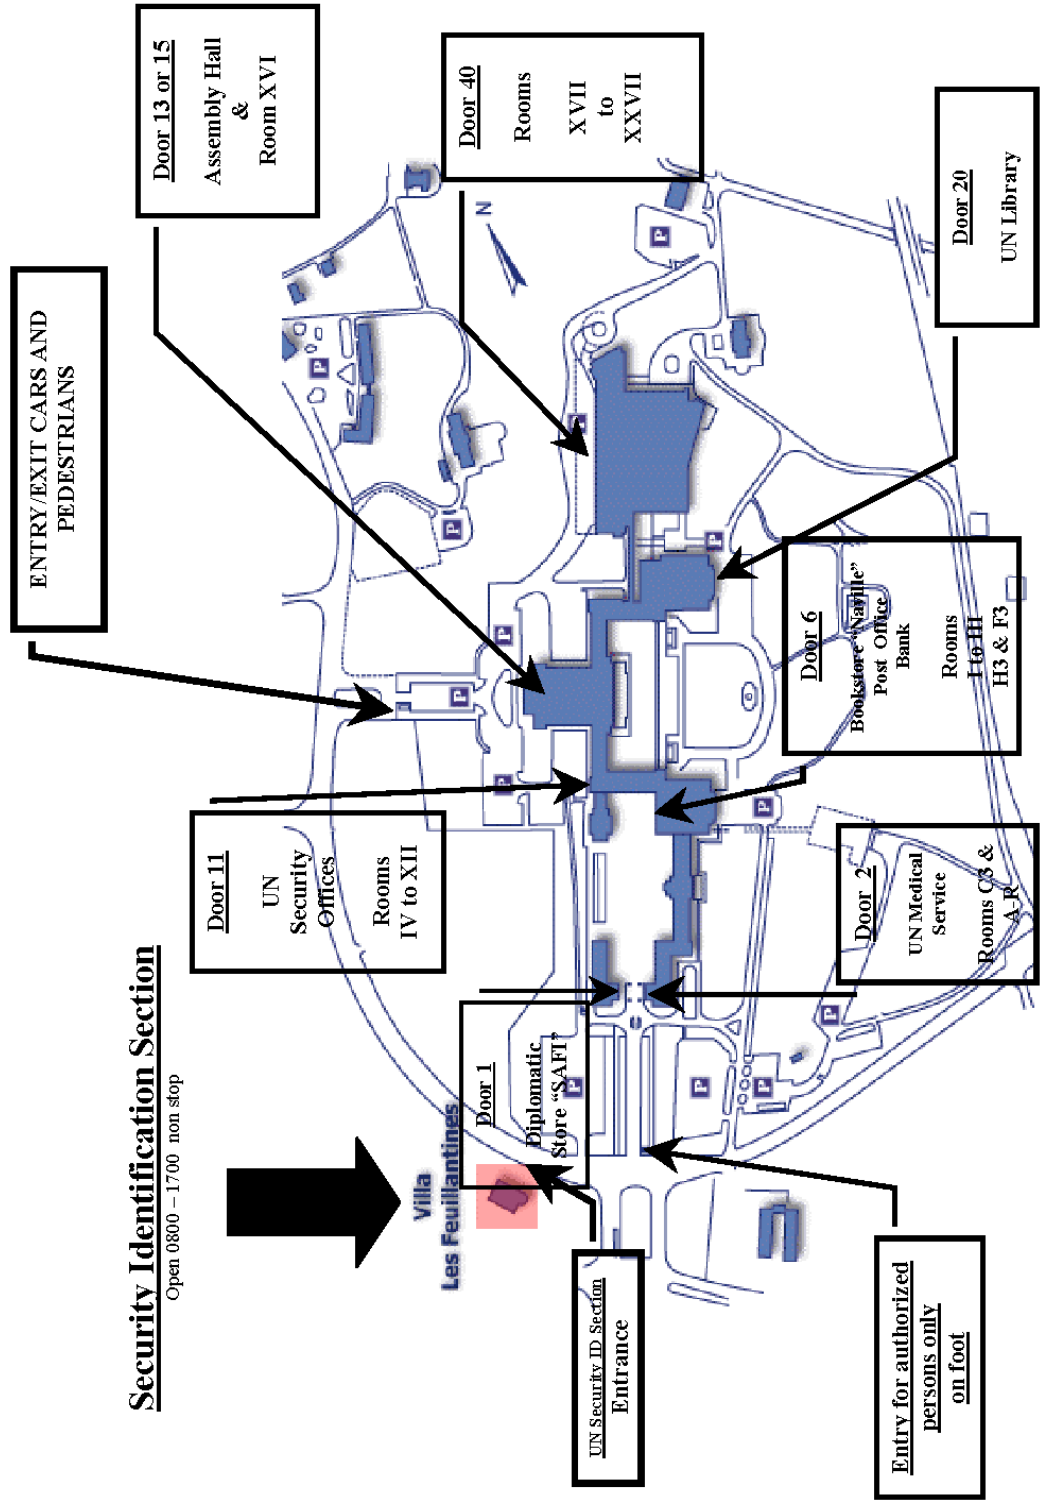 Security Identification Section
Open 0800 – 1700 non stop
ENTRY/EXIT CARS AND
PEDESTRIANS
Door 13 or 15
Assembly Hall
&
Room XVI
Door 11
UN
Security
Offices
Rooms
IV to XII
Villa
Les Feuillantines
Door 40
Rooms
XVII
to
XXVII
N
Door 1
Diplomatic
Store “SAFI”
UN Security ID Section
Entrance
P
P
P
P
P
P
P
P
P
P
P
P
P
Door 6
Bookstore “Naville”
Post Office
Bank
Rooms
I to III
H3 & F3
Door 2
UN Medical
Service
Rooms C3 &
A-R
Door 20
UN Library
Entry for authorized
persons only
on foot